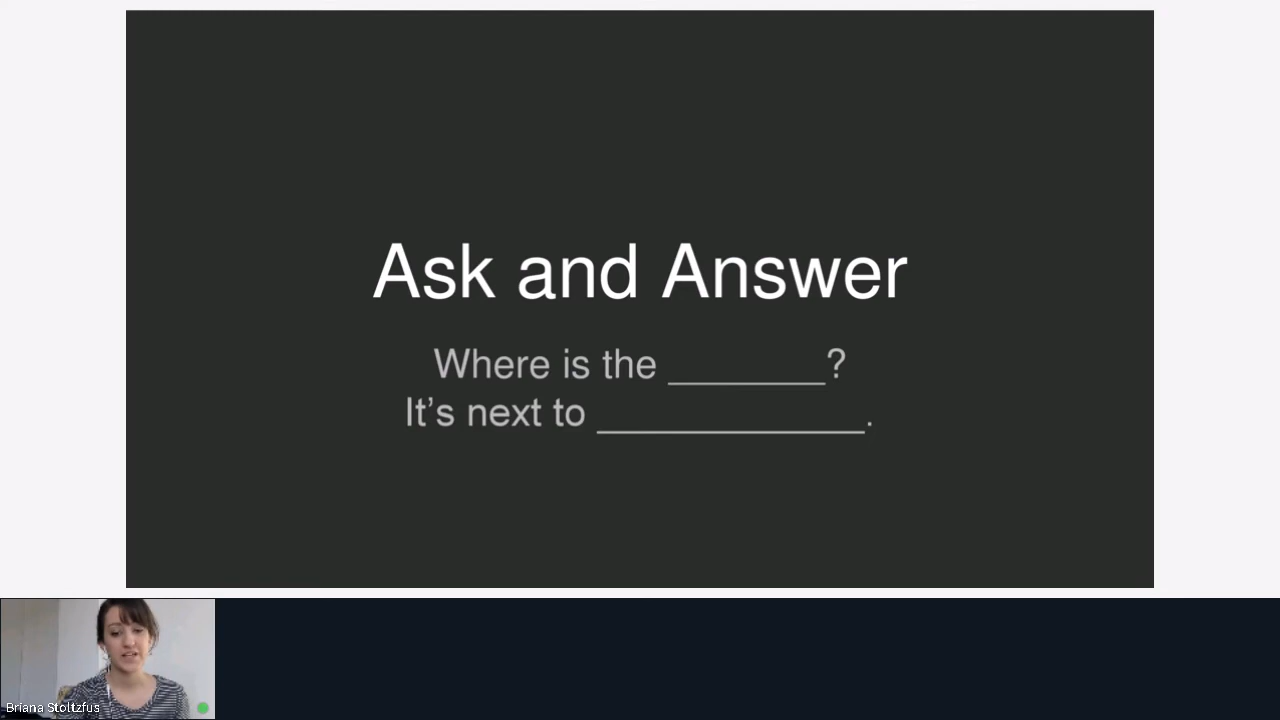 Ask and Answer
Where is the ________?
It’s next to ______________.
Briana Stoltzfus